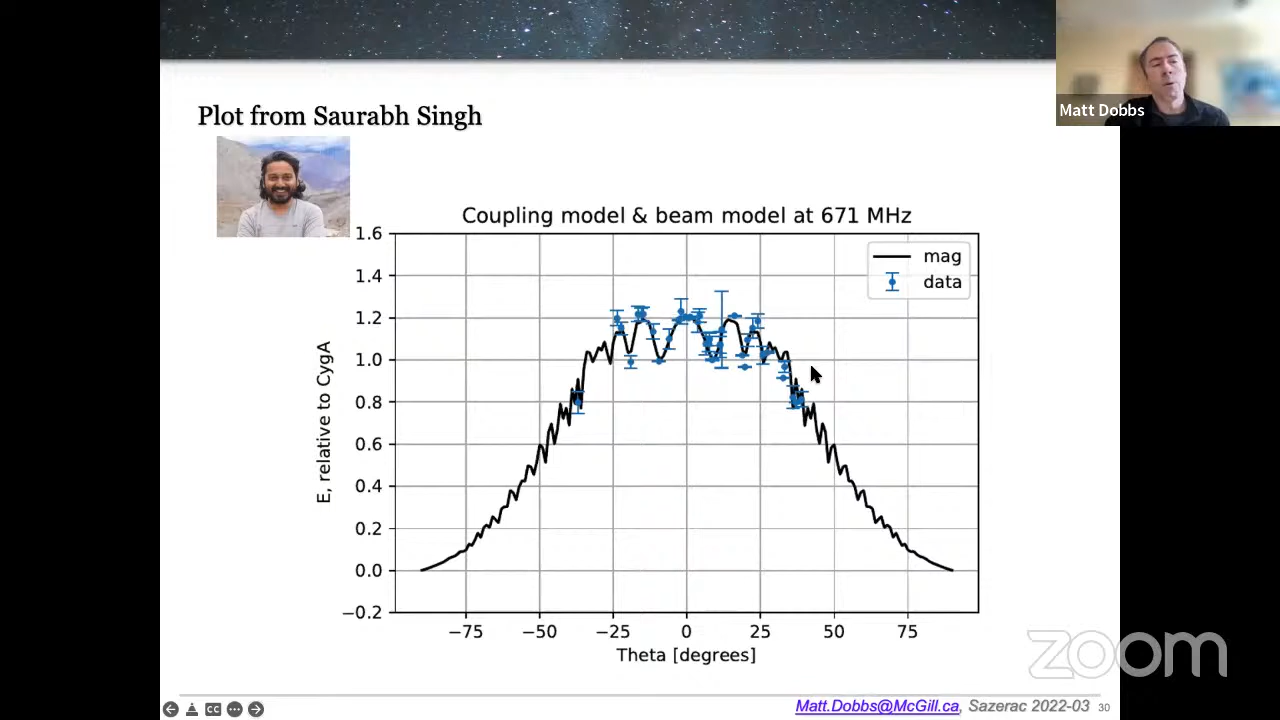 Plot from Saurabh Singh
Matt Dobbs
Coupling model & beam model at 671 MHz
mag
data
1.6
1.4
1.2
1.0
0.8
0.6
0.4
0.2
0.0
−0.2
E, relative to CygA
−75
−50
−25
0
25
50
75
Theta [degrees]
zoom
CC
Matt.Dobbs@McGill.ca, Sazerac 2022-03 30